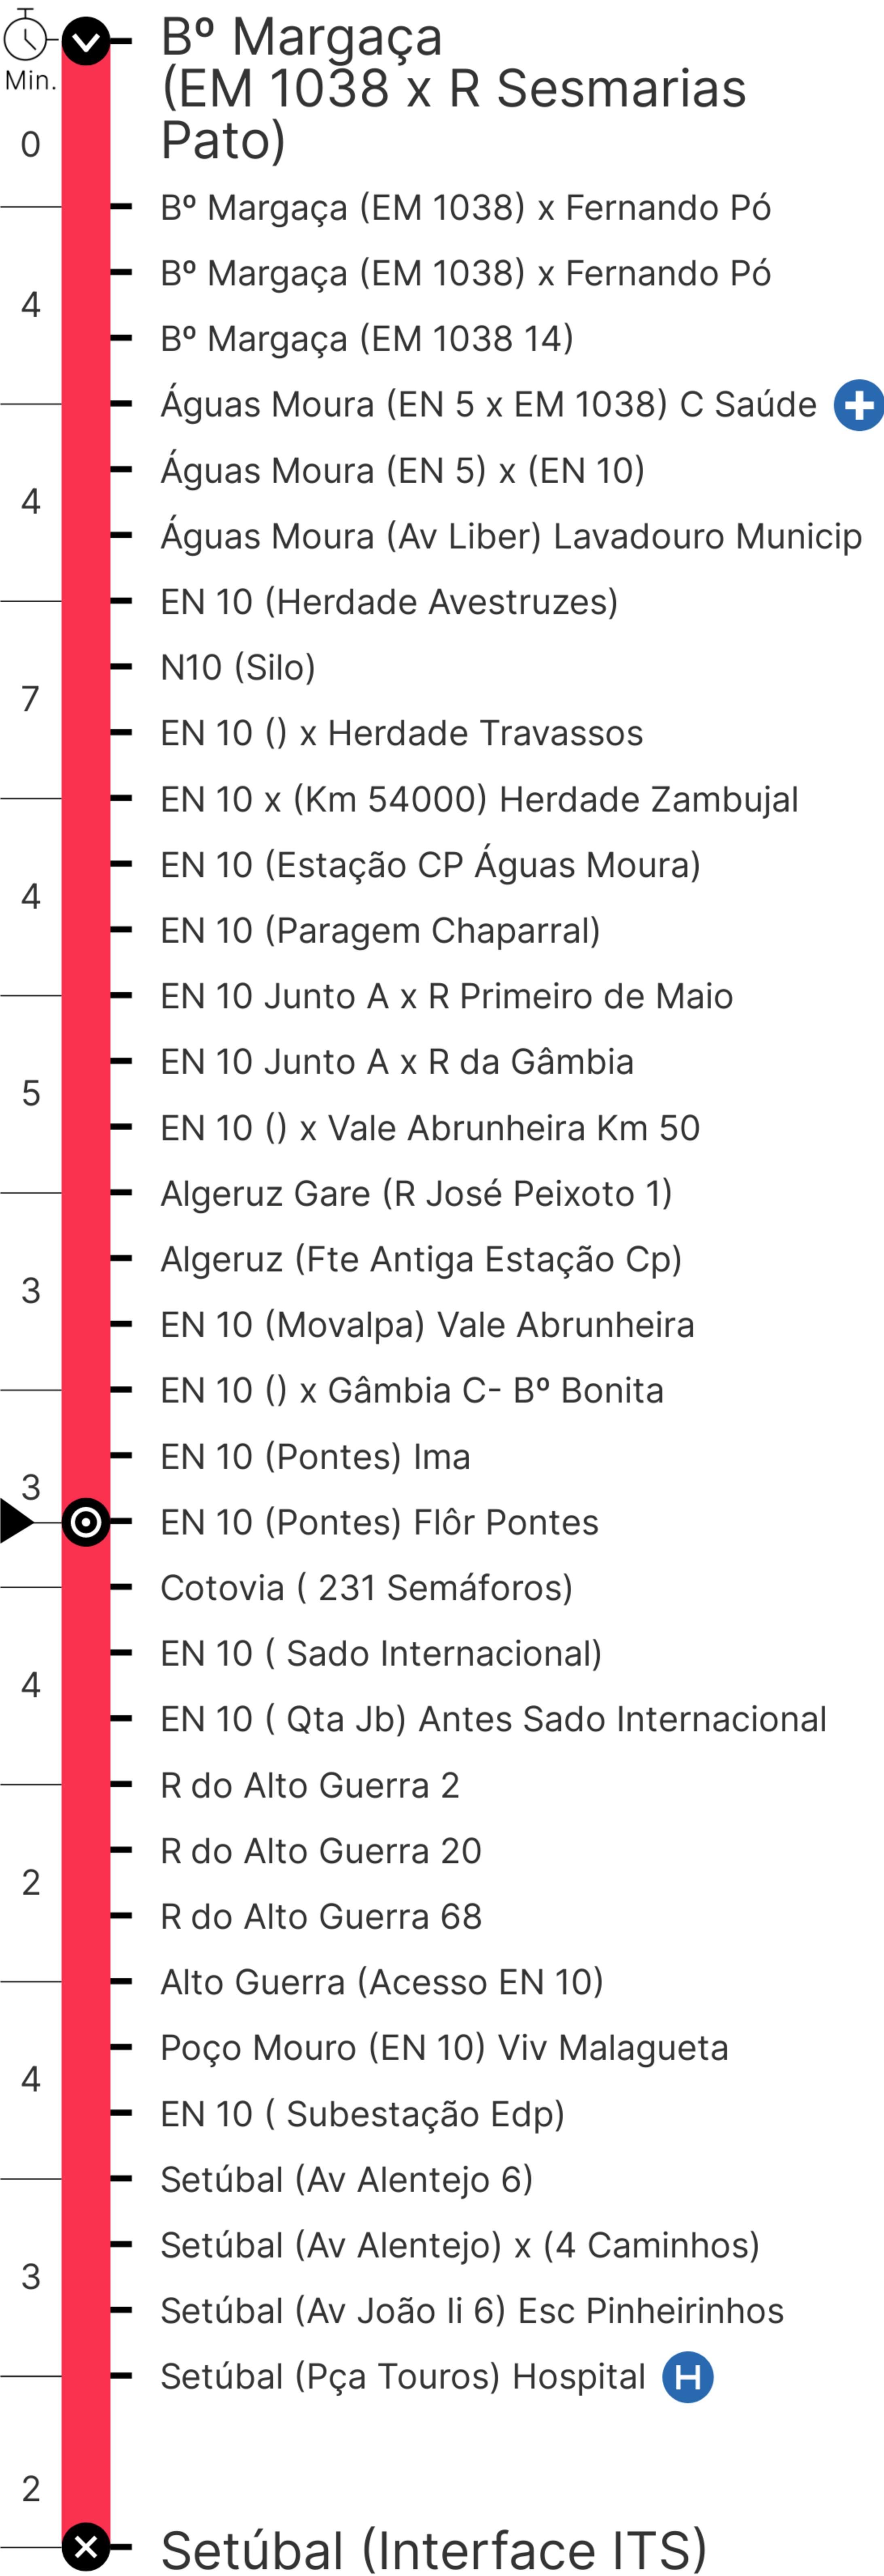 Min.
Bº Margaça
(EM 1038 x R Sesmarias
Pato)
0
Bº Margaça (EM 1038) x Fernando Pó
Bº Margaça (EM 1038) x Fernando Pó
4
Bº Margaça (EM 1038 14)
Águas Moura (EN 5 x EM 1038) C Saúde
Águas Moura (EN 5) x (EN 10)
4
Águas Moura (Av Liber) Lavadouro Municip
EN 10 (Herdade Avestruzes)
N10 (Silo)
7
EN 10 () x Herdade Travassos
EN 10 x (Km 54000) Herdade Zambujal
EN 10 (Estação CP Águas Moura)
4
EN 10 (Paragem Chaparral)
EN 10 Junto A x R Primeiro de Maio
EN 10 Junto A x R da Gâmbia
5
EN 10 () x Vale Abrunheira Km 50
Algeruz Gare (R José Peixoto 1)
Algeruz (Fte Antiga Estação Cp)
3
EN 10 (Movalpa) Vale Abrunheira
EN 10 () x Gâmbia C- Bº Bonita
EN 10 (Pontes) Ima
3
EN 10 (Pontes) Flôr Pontes
Cotovia ( 231 Semáforos)
EN 10 ( Sado Internacional)
4
EN 10 ( Qta Jb) Antes Sado Internacional
R do Alto Guerra 2
R do Alto Guerra 20
2
R do Alto Guerra 68
Alto Guerra (Acesso EN 10)
Poço Mouro (EN 10) Viv Malagueta
4
EN 10 ( Subestação Edp)
Setúbal (Av Alentejo 6)
Setúbal (Av Alentejo) x (4 Caminhos)
3
Setúbal (Av João Ii 6) Esc Pinheirinhos
Setúbal (Pça Touros) Hospital H
2
Setúbal (Interface ITS)